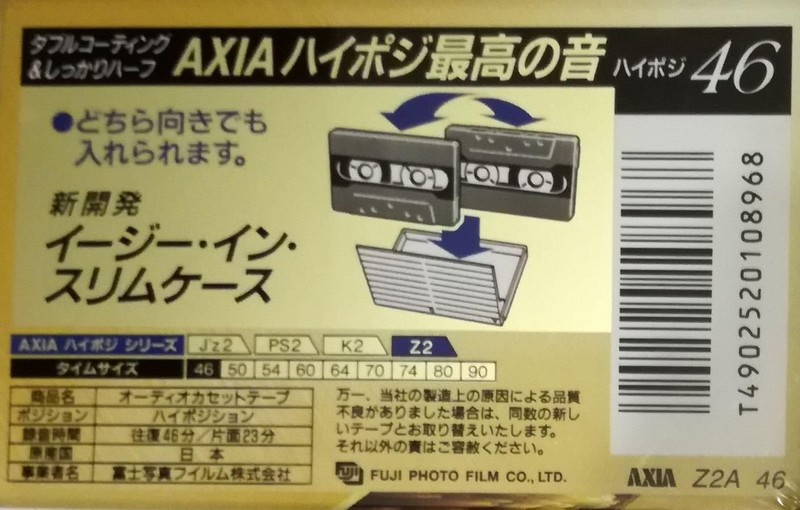 ダブルコーティング
&しっかりハーフ
AXIAハイポジ最高の音
ハイポジ46
●どちら向きでも
入れられます。
新開発
イージー・イン・
スリムケース
T4902520108968
AXIA ハイポジ シリーズ J'z2 PS2 K2 Z2
タイムサイズ 46 50 54 60 64 70 74 80 90
商品名 オーディオカセットテープ
ポジション ハイポジション
録音時間 往復46分/片面23分
原産国 日本
事業者名 富士写真フイルム株式会社
万一、当社の製造上の原因による品質
不良がありました場合は、同数の新し
いテープとお取り替えいたします。
それ以外の責はご容赦ください。
FUJI FUJI PHOTO FILM CO., LTD.
AXIA Z2A 46